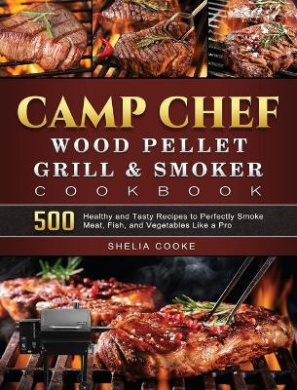 CAMP CHEF
WOOD PELLET
GRILL & SMOKER
COOKBOOK
500 Healthy and Tasty Recipes to Perfectly Smoke
Meat, Fish, and Vegetables Like a Pro
SHELIA COOKE